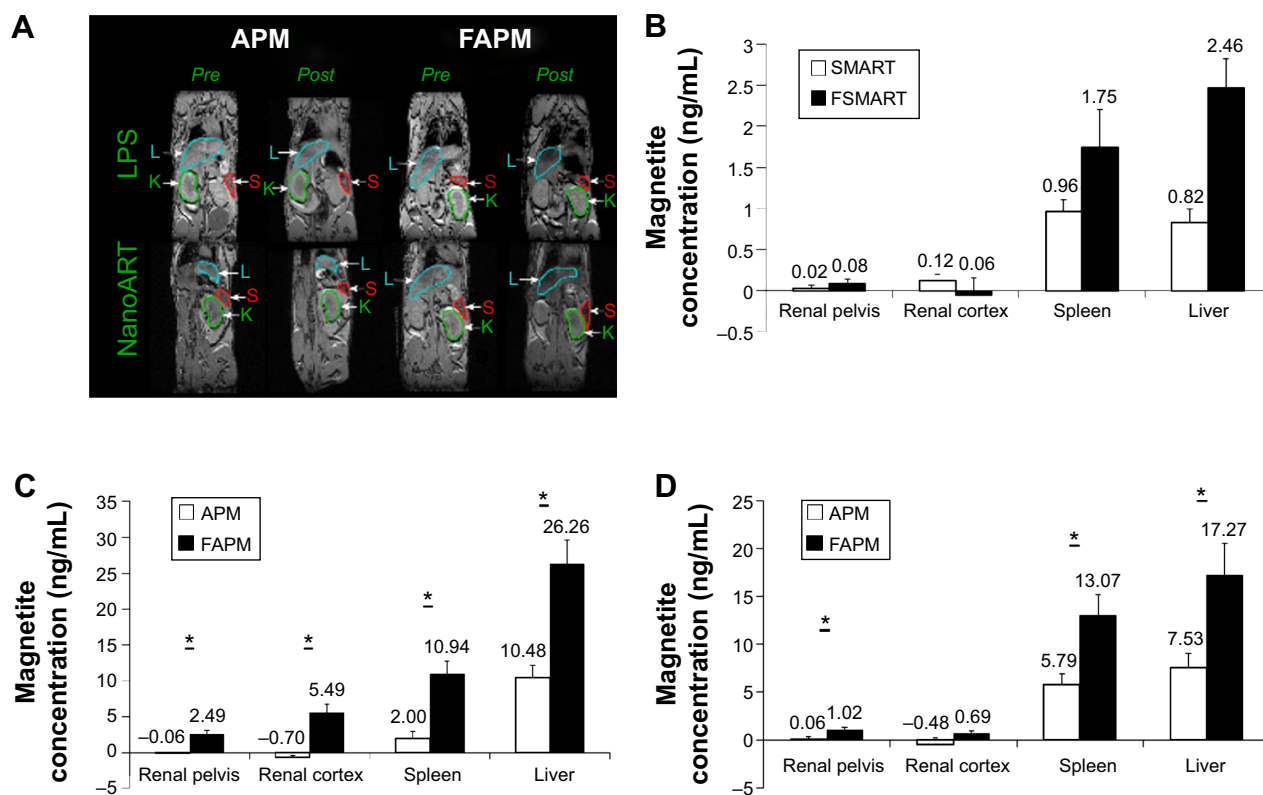 A
APM
FAPM
Pre
Post
Pre
Post
LPS
L
K
L
K
S
L
S
K
L
S
K
S
NanoART
L
S
K
L
S
K
L
S
K
L
S
K
B
Magnetite
concentration (ng/mL)
3
2.5
2
1.5
1
0.5
0
–0.5
SMART
FSMART
0.02
0.08
0.12
0.06
0.96
1.75
0.82
2.46
Renal pelvis
Renal cortex
Spleen
Liver
C
Magnetite
concentration (ng/mL)
35
30
25
20
15
10
5
0
–5
APM
FAPM
*
*
*
*
–0.06
2.49
–0.70
5.49
2.00
10.94
10.48
26.26
Renal pelvis
Renal cortex
Spleen
Liver
D
Magnetite
concentration (ng/mL)
25
20
15
10
5
0
–5
APM
FAPM
*
*
*
0.06
1.02
–0.48
0.69
5.79
13.07
7.53
17.27
Renal pelvis
Renal cortex
Spleen
Liver